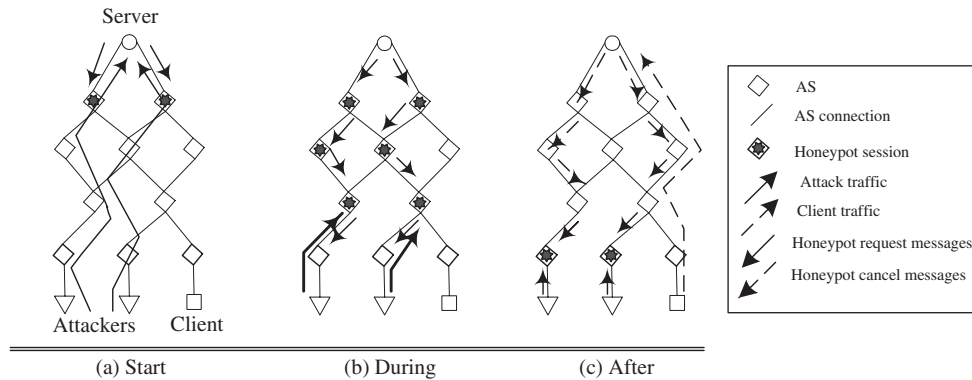 Server
Attackers
Client
(a) Start
(b) During
(c) After
AS
AS connection
Honeypot session
Attack traffic
Client traffic
Honeypot request messages
Honeypot cancel messages